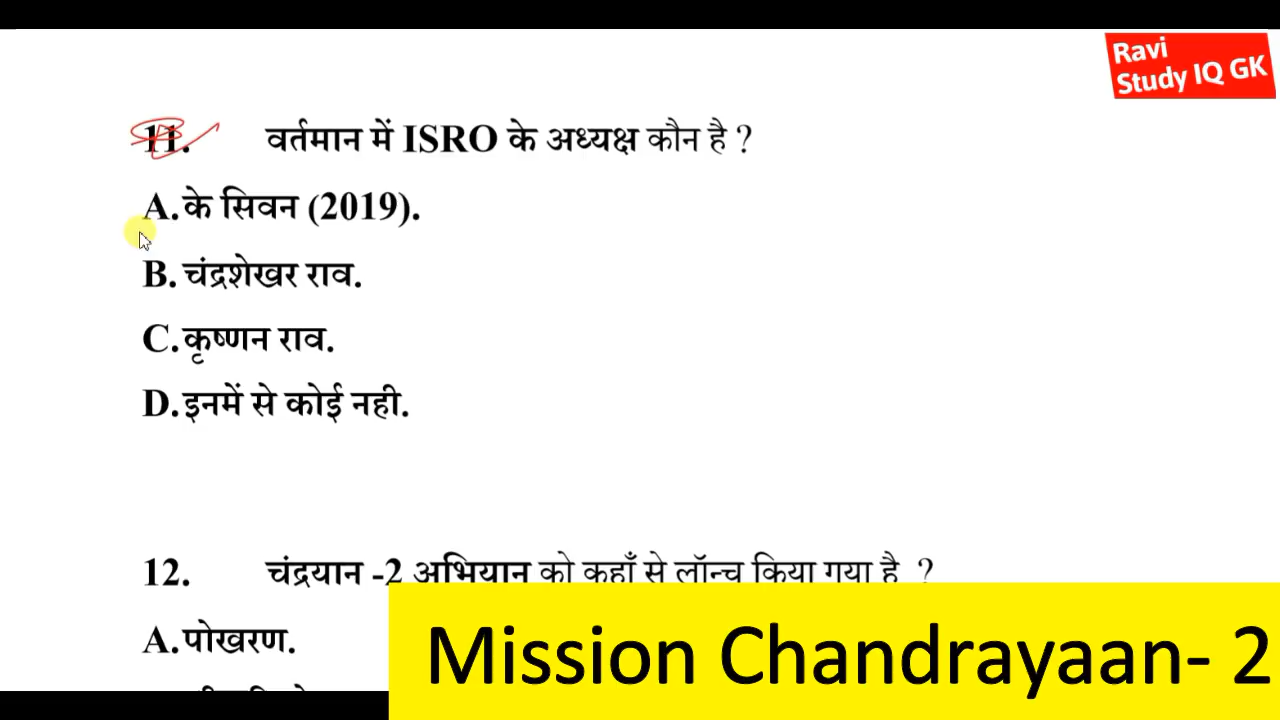 Ravi
Study IQ GK
11. वर्तमान में ISRO के अध्यक्ष कौन है ?
A. के सिवन (2019).
B. चंद्रशेखर राव.
C. कृष्णन राव.
D. इनमें से कोई नही.
12. चंद्रयान -2 अभियान को कहाँ से लॉन्च किया गया है ?
A. पोखरण.
Mission Chandrayaan- 2